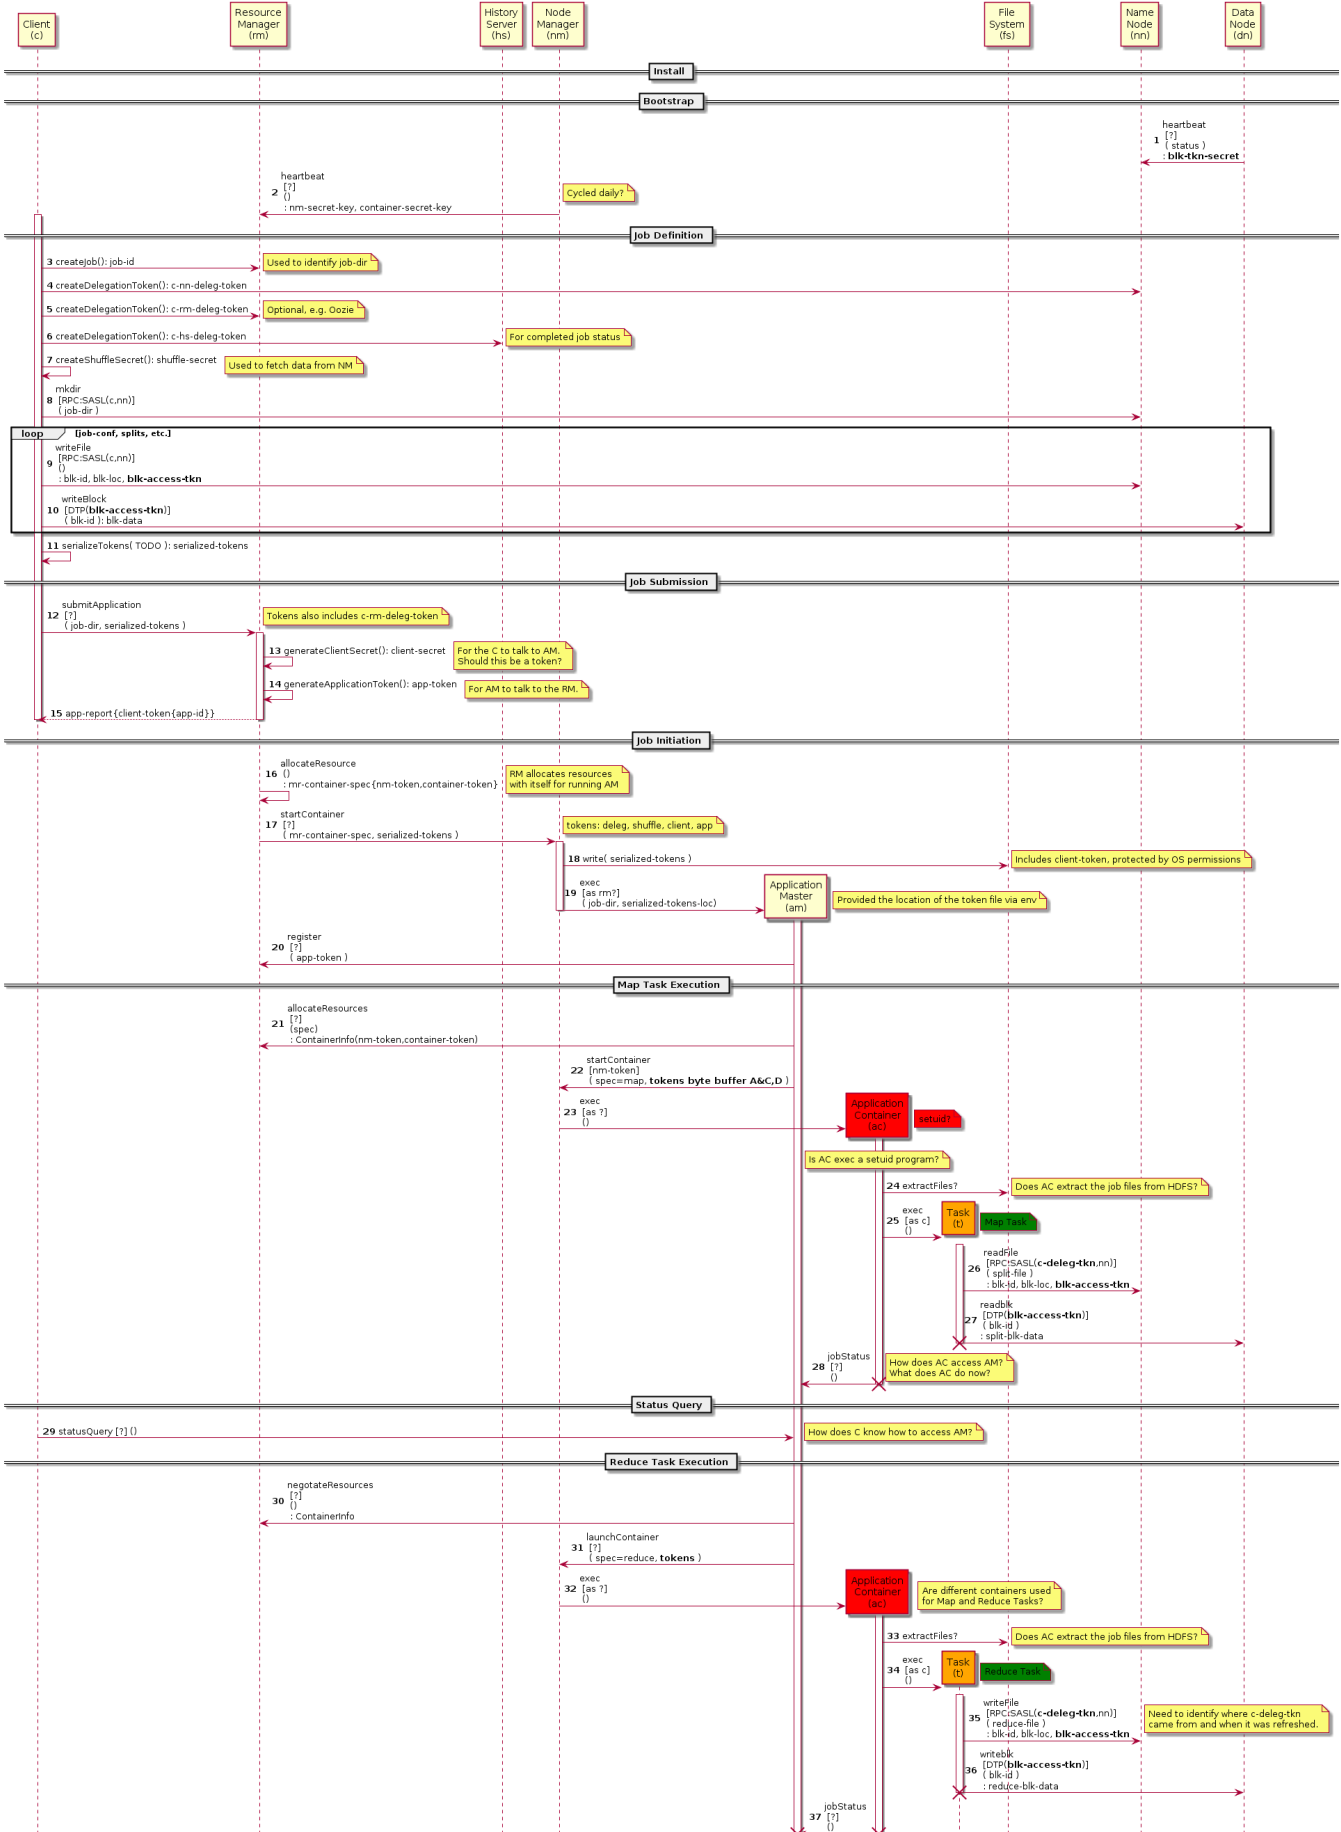 Client
(c)
Resource
Manager
(rm)
History
Server
(hs)
Node
Manager
(nm)
File
System
(fs)
Name
Node
(nn)
Data
Node
(dn)
Install
Bootstrap
heartbeat
1 [?]
( status )
: blk-tkn-secret
heartbeat
2 [?]
()
: nm-secret-key, container-secret-key
Cycled daily?
Job Definition
3 createJob(): job-id
Used to identify job-dir
4 createDelegationToken(): c-nn-deleg-token
5 createDelegationToken(): c-rm-deleg-token
Optional, e.g. Oozie
6 createDelegationToken(): c-hs-deleg-token
For completed job status
7 createShuffleSecret(): shuffle-secret
Used to fetch data from NM
mkdir
8 [RPC:SASL(c,nn)]
( job-dir )
loop [job-conf, splits, etc.]
writeFile
9 [RPC:SASL(c,nn)]
()
: blk-id, blk-loc, blk-access-tkn
writeBlock
10 [DTP(blk-access-tkn)]
( blk-id ): blk-data
11 serializeTokens( TODO ): serialized-tokens
Job Submission
submitApplication
12 [?]
( job-dir, serialized-tokens )
Tokens also includes c-rm-deleg-token
13 generateClientSecret(): client-secret
For the C to talk to AM.
Should this be a token?
14 generateApplicationToken(): app-token
For AM to talk to the RM.
15 app-report{client-token{app-id}}
Job Initiation
allocateResource
16 ()
: mr-container-spec{nm-token,container-token}
RM allocates resources
with itself for running AM
startContainer
17 [?]
( mr-container-spec, serialized-tokens )
tokens: deleg, shuffle, client, app
18 write( serialized-tokens )
Includes client-token, protected by OS permissions
exec
19 [as rm?]
( job-dir, serialized-tokens-loc)
Application
Master
(am)
Provided the location of the token file via env
register
20 [?]
( app-token )
Map Task Execution
allocateResources
[?]
21 (spec)
: ContainerInfo(nm-token,container-token)
startContainer
22 [nm-token]
( spec=map, tokens byte buffer A&C,D )
exec
23 [as ?]
()
Application
Container
(ac)
setuid?
Is AC exec a setuid program?
24 extractFiles?
Does AC extract the job files from HDFS?
exec
25 [as c]
()
Task
(t)
Map Task
readFile
26 [RPC:SASL(c-deleg-tkn,nn)]
( split-file )
: blk-id, blk-loc, blk-access-tkn
readblk
27 [DTP(blk-access-tkn)]
( blk-id )
: split-blk-data
jobStatus
28 [?]
()
How does AC access AM?
What does AC do now?
Status Query
29 statusQuery [?] ()
How does C know how to access AM?
Reduce Task Execution
negotateResources
[?]
30 ()
: ContainerInfo
launchContainer
31 [?]
( spec=reduce, tokens )
exec
32 [as ?]
()
Application
Container
(ac)
Are different containers used
for Map and Reduce Tasks?
33 extractFiles?
Does AC extract the job files from HDFS?
exec
34 [as c]
()
Task
(t)
Reduce Task
writeFile
35 [RPC:SASL(c-deleg-tkn,nn)]
( reduce-file )
: blk-id, blk-loc, blk-access-tkn
Need to identify where c-deleg-tkn
came from and when it was refreshed.
writeblk
36 [DTP(blk-access-tkn)]
( blk-id )
: reduce-blk-data
jobStatus
37 [?]
()